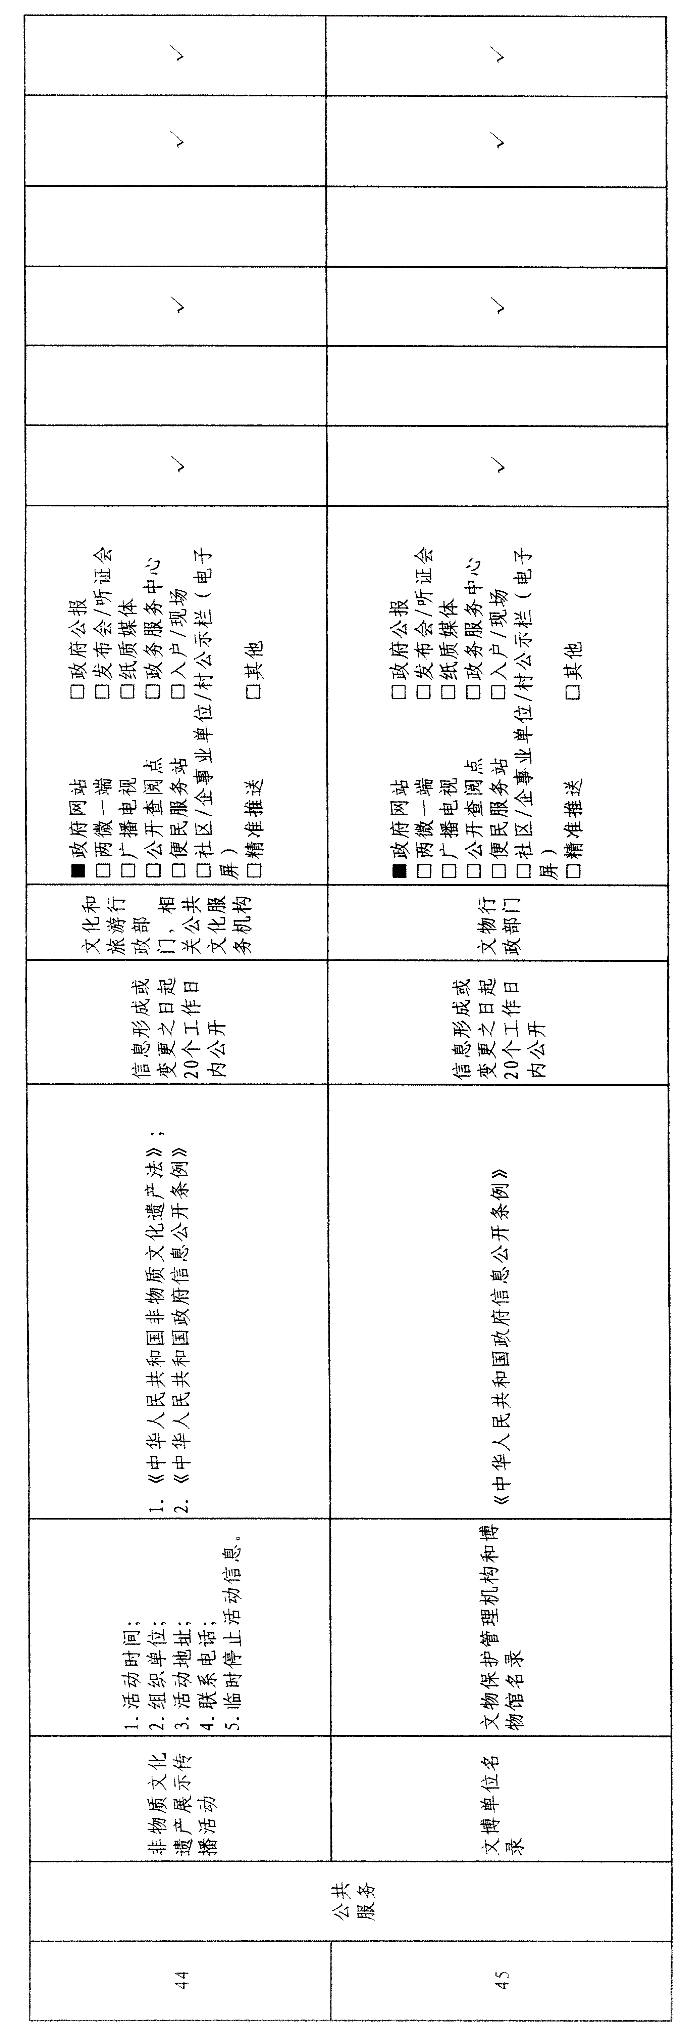 44
公共
服务
非物质文化
遗产展示传
播活动
1. 活动时间；
2. 组织单位；
3. 活动地址；
4. 联系电话；
5. 临时停止活动信息。
1. 《中华人民共和国非物质文化遗产法》；
2. 《中华人民共和国政府信息公开条例》
信息形成或
变更之日起
20个工作日
内公开
文化和
旅游行
政部
门，相
关公共
文化服
务机构
■政府网站 □政府公报
□两微一端 □发布会/听证会
□广播电视 □纸质媒体
□公开查阅点 □政务服务中心
□便民服务站 □入户/现场
□社区/企事业单位/村公示栏（电子
屏）
□精准推送 □其他
√ √ √ √
45
文博单位名
录
文物保护管理机构和博
物馆名录
《中华人民共和国政府信息公开条例》
信息形成或
变更之日起
20个工作日
内公开
文物行
政部门
■政府网站 □政府公报
□两微一端 □发布会/听证会
□广播电视 □纸质媒体
□公开查阅点 □政务服务中心
□便民服务站 □入户/现场
□社区/企事业单位/村公示栏（电子
屏）
□精准推送 □其他
√ √ √ √